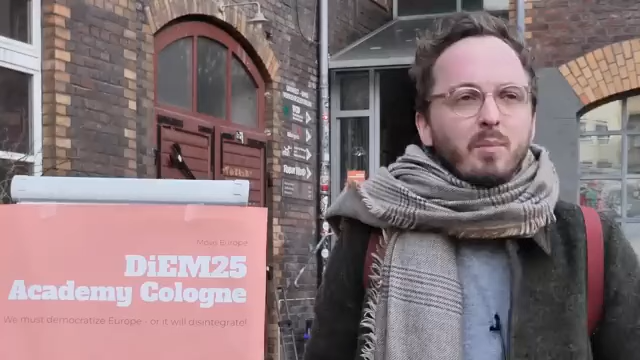 Move Europe
DiEM25
Academy Cologne
We must democratize Europe - or it will disintegrate!